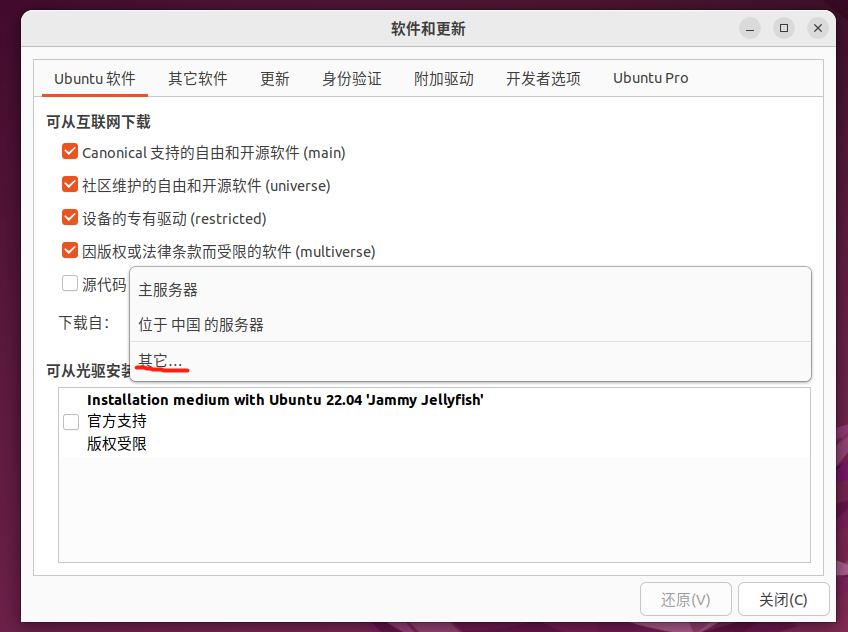 软件和更新
Ubuntu 软件 其它软件 更新 身份验证 附加驱动 开发者选项 Ubuntu Pro
可从互联网下载
Canonical 支持的自由和开源软件 (main)
社区维护的自由和开源软件 (universe)
设备的专有驱动 (restricted)
因版权或法律条款而受限的软件 (multiverse)
源代码
主服务器
下载自: 位于 中国 的服务器
其它…
可从光驱安装
Installation medium with Ubuntu 22.04 'Jammy Jellyfish'
官方支持
版权受限
还原(V) 关闭(C)